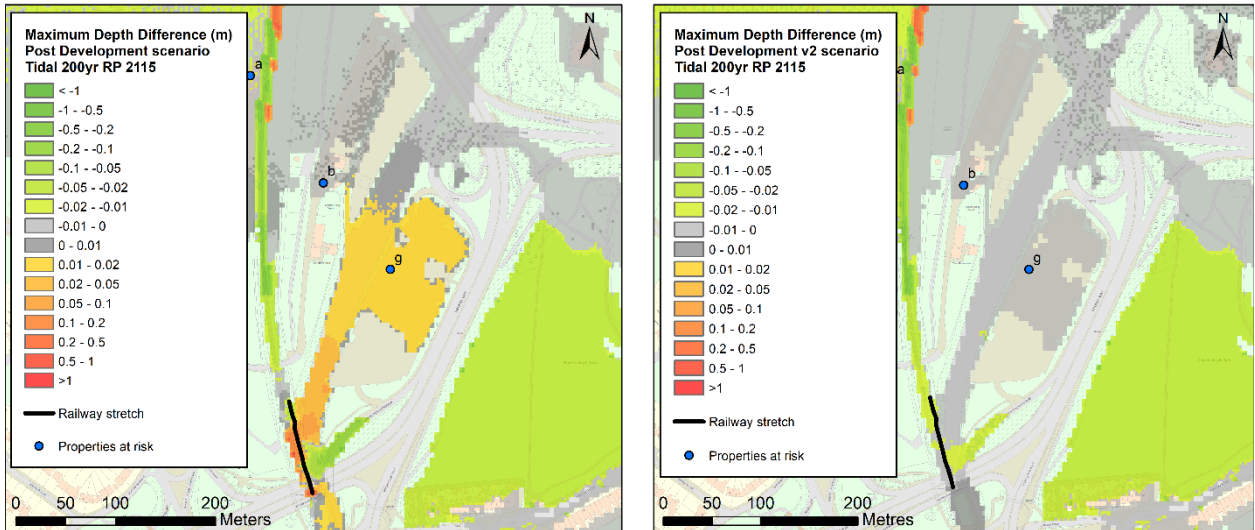 Maximum Depth Difference (m)
Post Development scenario
Tidal 200yr RP 2115
< -1
-1 - -0.5
-0.5 - -0.2
-0.2 - -0.1
-0.1 - -0.05
-0.05 - -0.02
-0.02 - -0.01
-0.01 - 0
0 - 0.01
0.01 - 0.02
0.02 - 0.05
0.05 - 0.1
0.1 - 0.2
0.2 - 0.5
0.5 - 1
>1
Railway stretch
Properties at risk
0 50 100 200
Meters
N
a
b
g
Maximum Depth Difference (m)
Post Development v2 scenario
Tidal 200yr RP 2115
< -1
-1 - -0.5
-0.5 - -0.2
-0.2 - -0.1
-0.1 - -0.05
-0.05 - -0.02
-0.02 - -0.01
-0.01 - 0
0 - 0.01
0.01 - 0.02
0.02 - 0.05
0.05 - 0.1
0.1 - 0.2
0.2 - 0.5
0.5 - 1
>1
Railway stretch
Properties at risk
0 50 100 200
Metres
N
a
b
g